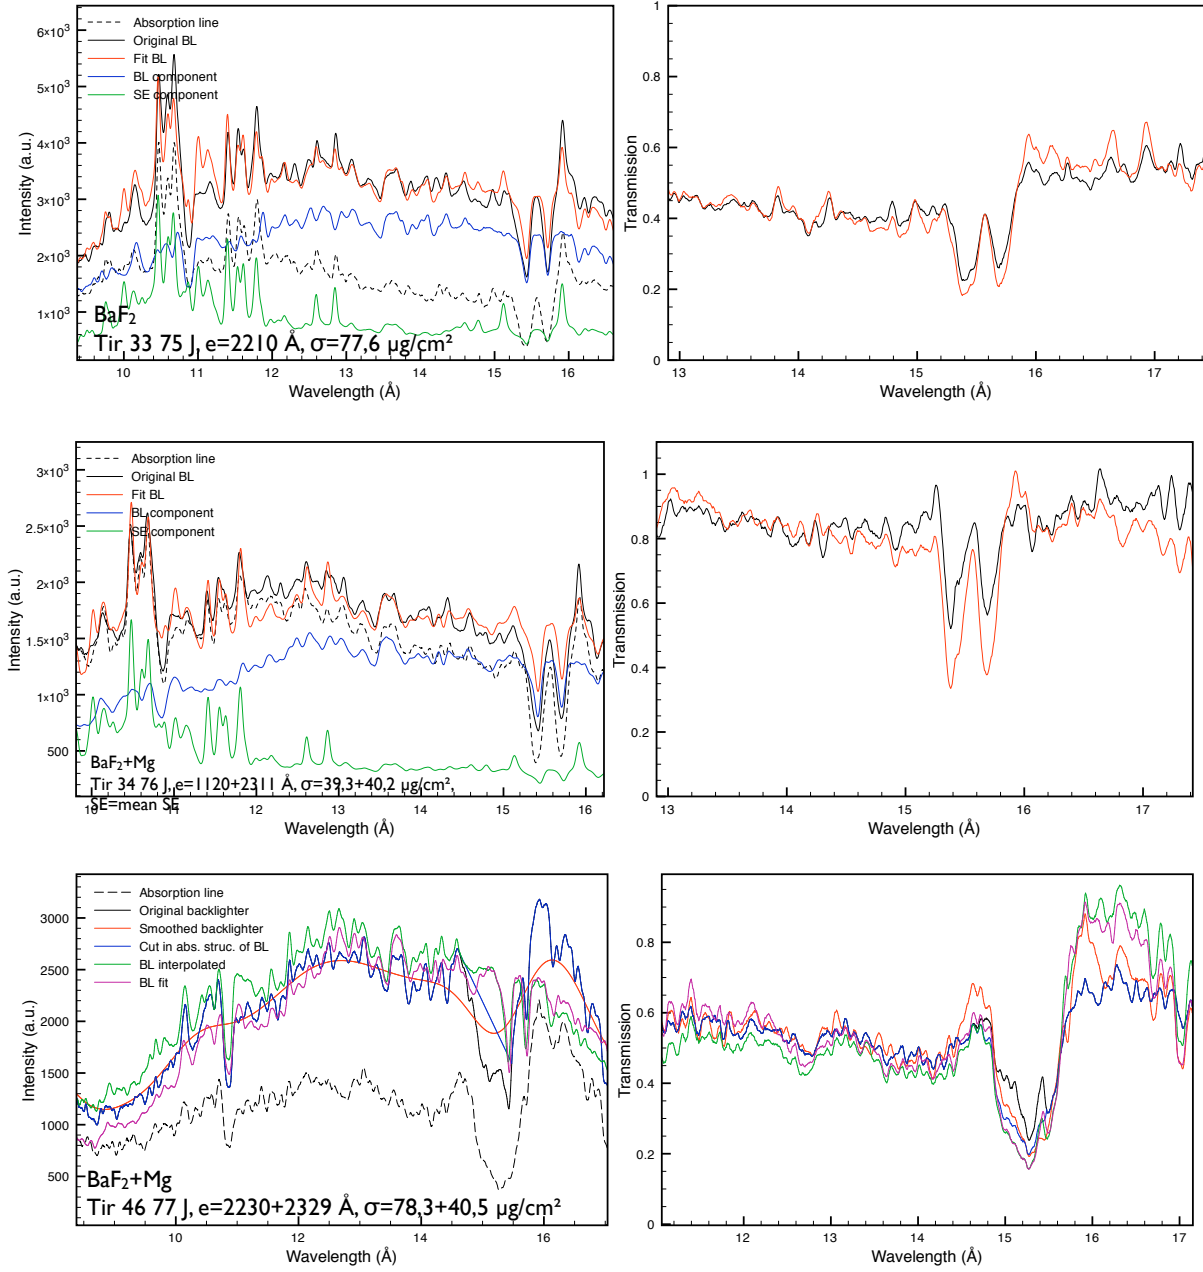 6×10³
5×10³
4×10³
3×10³
2×10³
1×10³
Intensity (a.u.)
Absorption line
Original BL
Fit BL
BL component
SE component
BaF₂
Tir 33 75 J, e=2210 Å, σ=77,6 µg/cm²
10 11 12 13 14 15 16
Wavelength (Å)
1
0.8
0.6
0.4
0.2
0
Transmission
13 14 15 16 17
Wavelength (Å)
3×10³
2.5×10³
2×10³
1.5×10³
1×10³
500
Intensity (a.u.)
Absorption line
Original BL
Fit BL
BL component
SE component
BaF₂+Mg
Tir 34 76 J, e=1120+2311 Å, σ=39,3+40,2 µg/cm²,
SE=mean SE
10 11 12 13 14 15 16
Wavelength (Å)
1
0.8
0.6
0.4
0.2
0
Transmission
13 14 15 16 17
Wavelength (Å)
3000
2500
2000
1500
1000
500
Intensity (a.u.)
Absorption line
Original backlighter
Smoothed backlighter
Cut in abs. struc. of BL
BL interpolated
BL fit
BaF₂+Mg
Tir 46 77 J, e=2230+2329 Å, σ=78,3+40,5 µg/cm²
10 12 14 16
Wavelength (Å)
0.8
0.6
0.4
0.2
0
Transmission
12 13 14 15 16 17
Wavelength (Å)